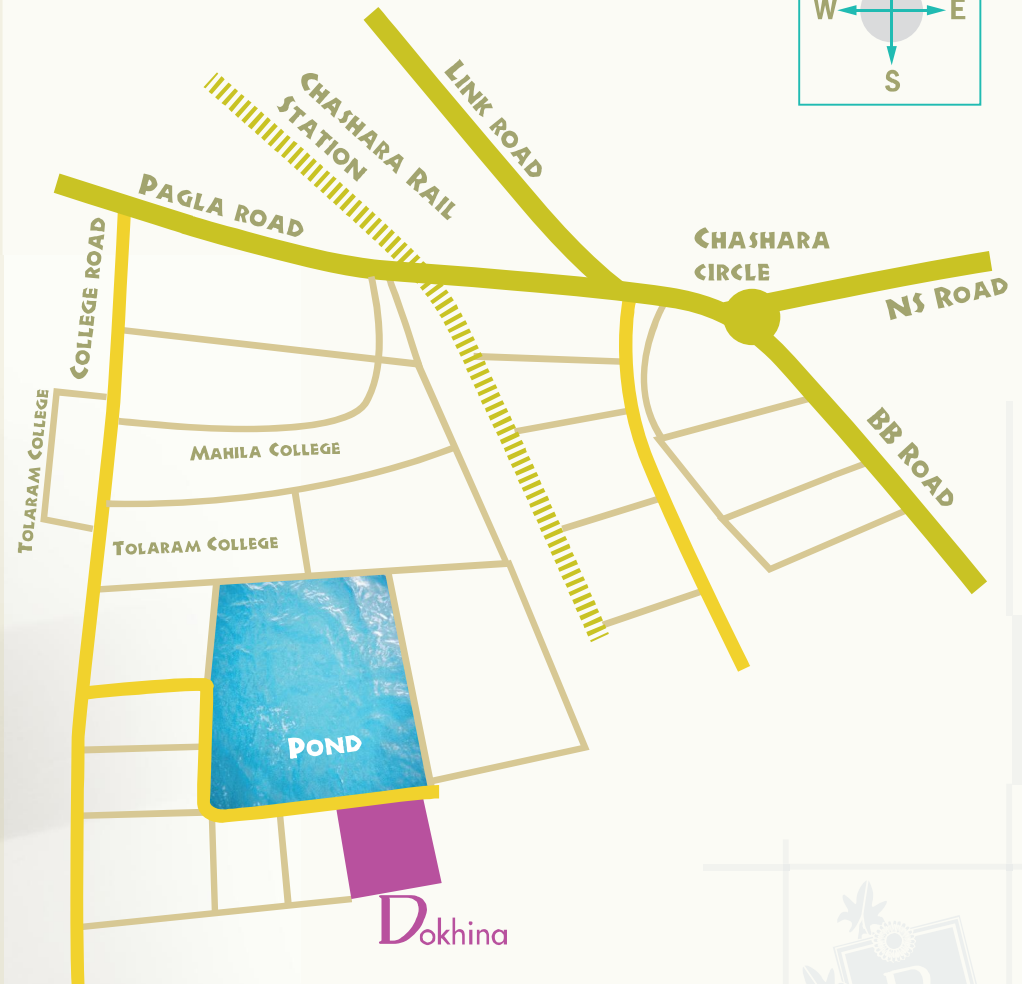 W E
S
LINK ROAD
CHASHARA RAIL
STATION
PAGLA ROAD
COLLEGE ROAD
CHASHARA
CIRCLE
NS ROAD
BB ROAD
TOLARAM COLLEGE
MAHILA COLLEGE
TOLARAM COLLEGE
POND
Dokhina